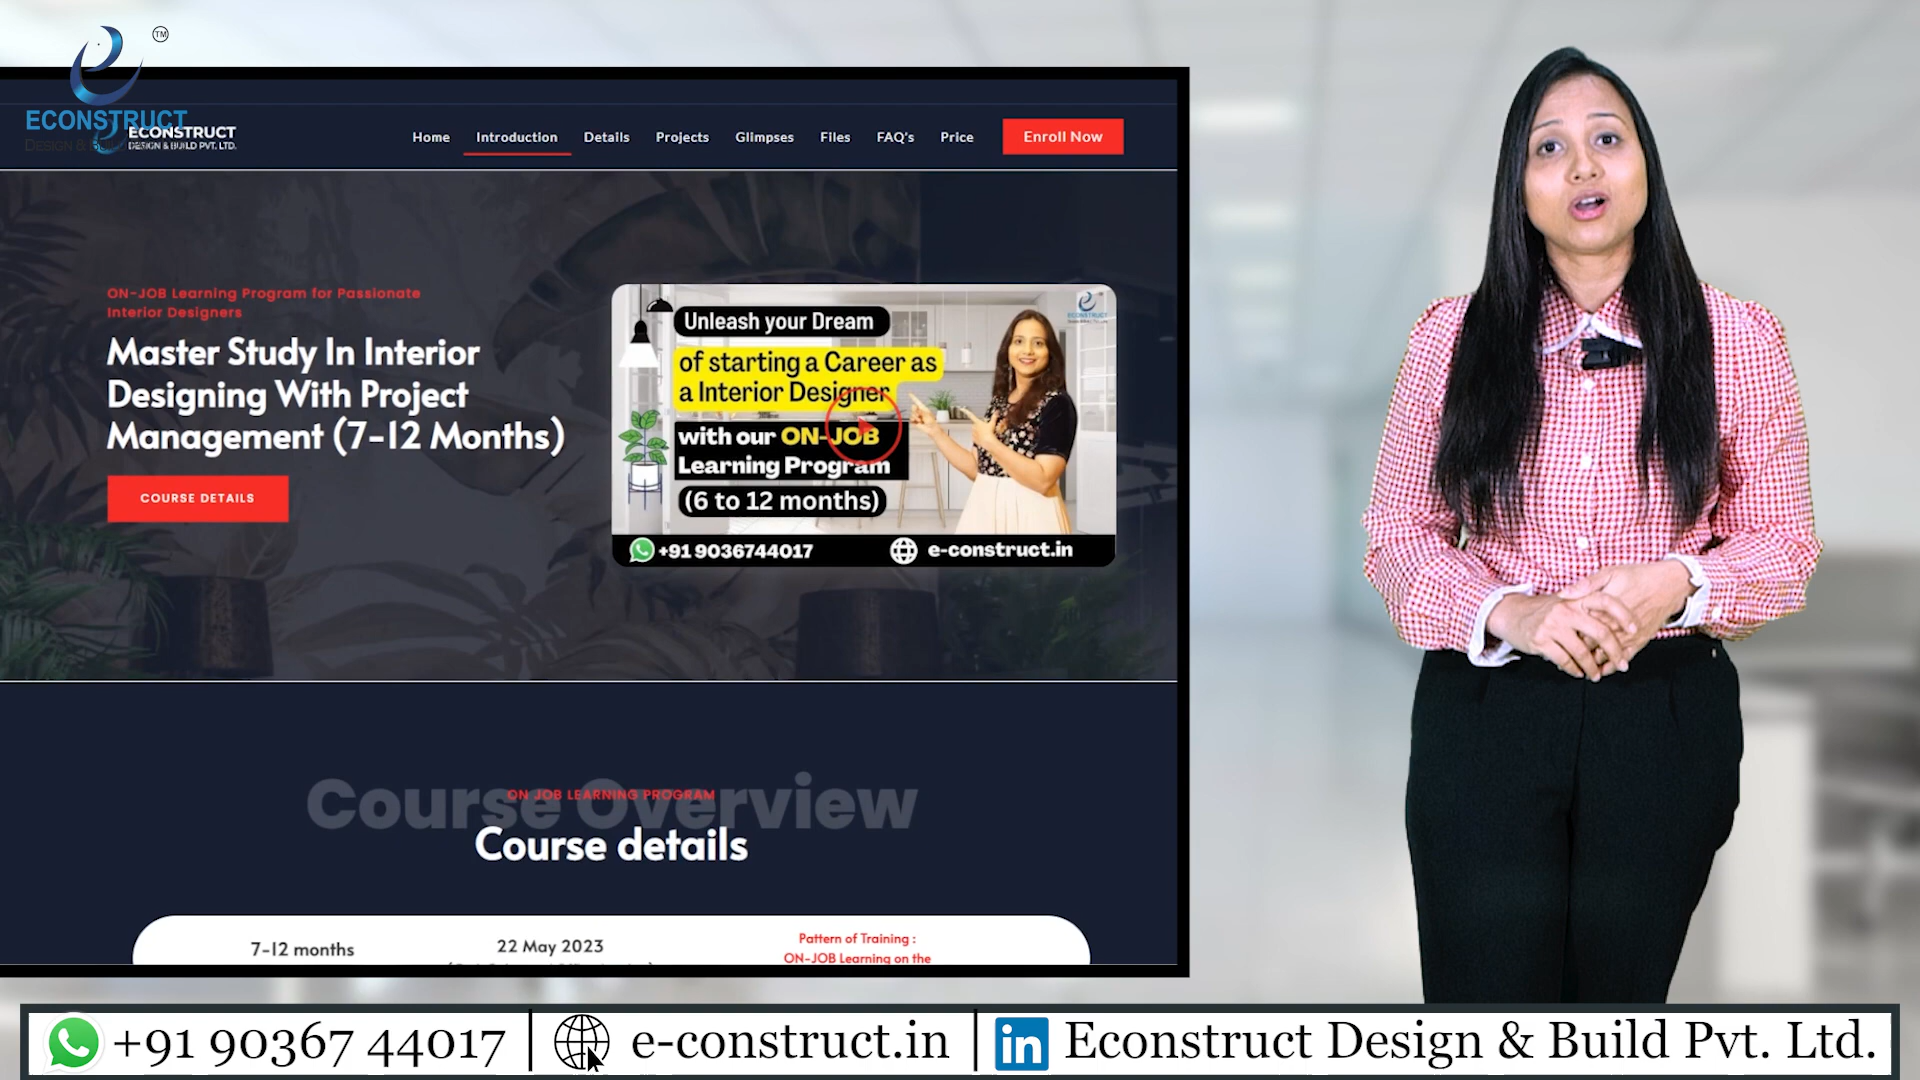 TM
ECONSTRUCT
ECONSTRUCT
DESIGN & BUILD PVT. LTD.
Home Introduction Details Projects Glimpses Files FAQ's Price Enroll Now
ON-JOB Learning Program for Passionate
Interior Designers
Master Study In Interior
Designing With Project
Management (7-12 Months)
COURSE DETAILS
Unleash your Dream
of starting a Career as
a Interior Designer
with our ON-JOB
Learning Program
(6 to 12 months)
+91 9036744017
e-construct.in
ECONSTRUCT
Course Overview
ON JOB LEARNING PROGRAM
Course details
7-12 months
22 May 2023
Pattern of Training :
ON-JOB Learning on the
+91 90367 44017 | e-construct.in | in Econstruct Design & Build Pvt. Ltd.